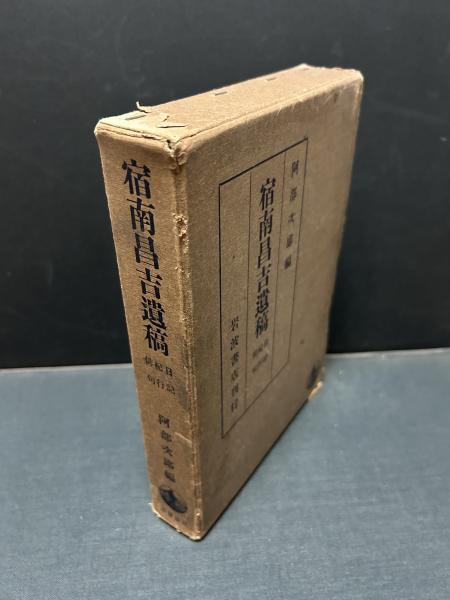 宿南昌吉遺稿
日記
紀行
俳句
阿部次郎編
阿部次郎編
宿南昌吉遺稿
日記
紀行
俳句
岩波書店刊行